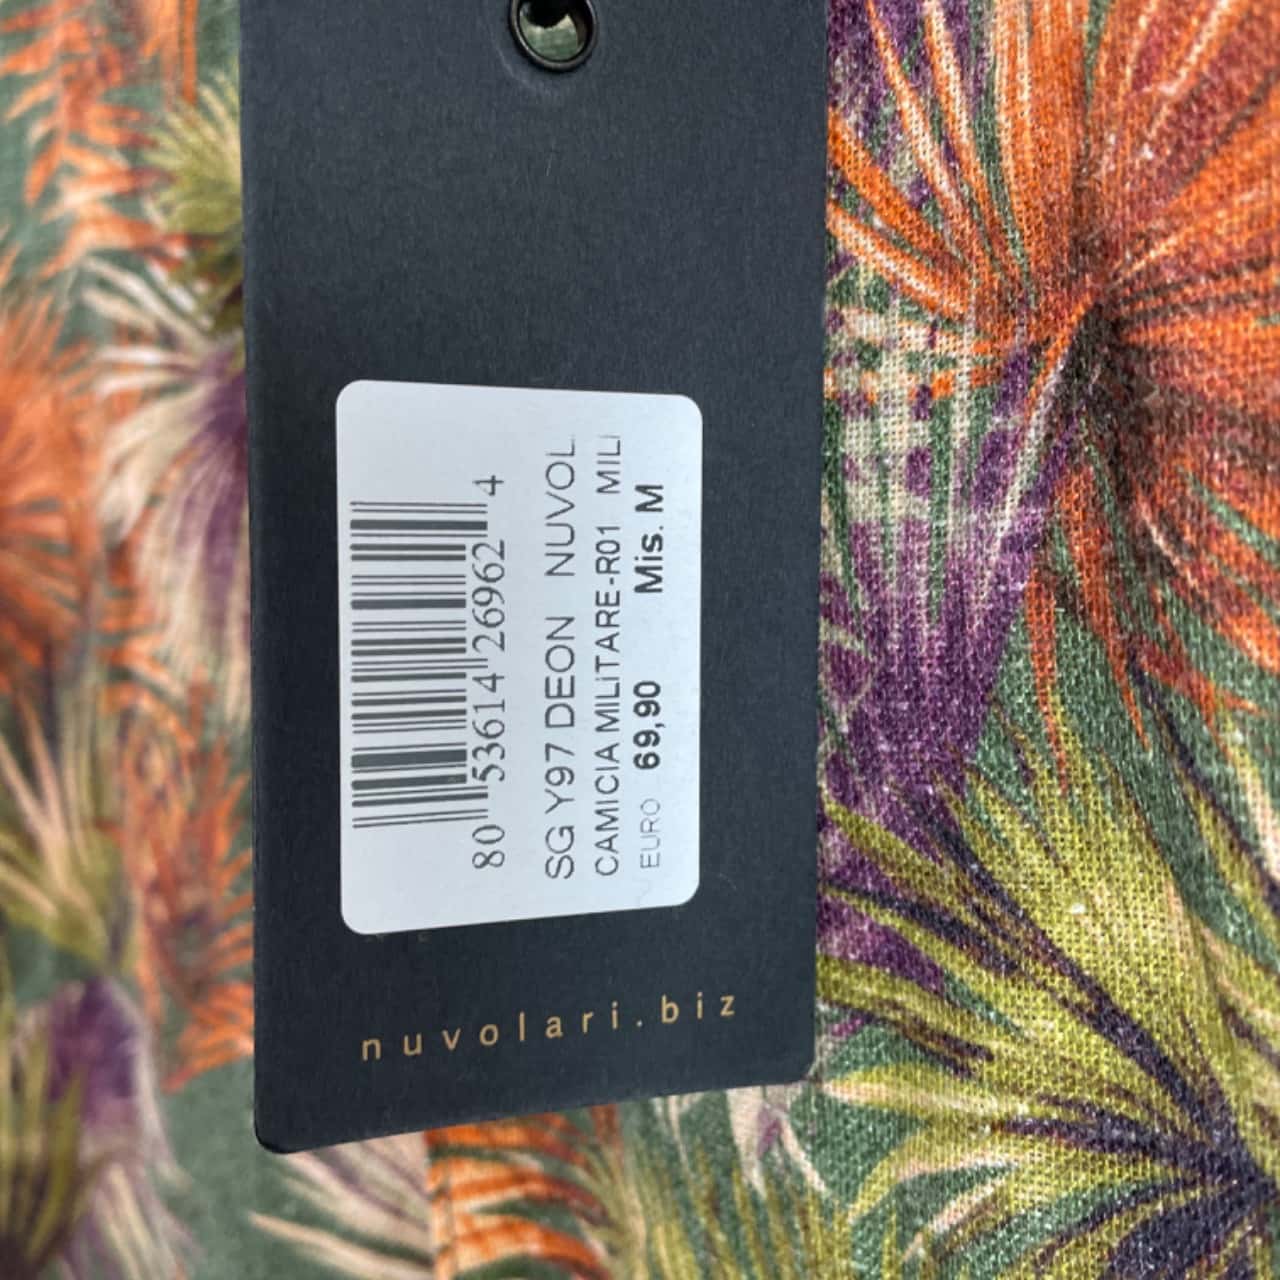 80 53614 26962 4
SG Y97 DEON NUVOL
CAMICIA MILITARE-R01 MILI
EURO 69,90 Mis. M
nuvolari.biz